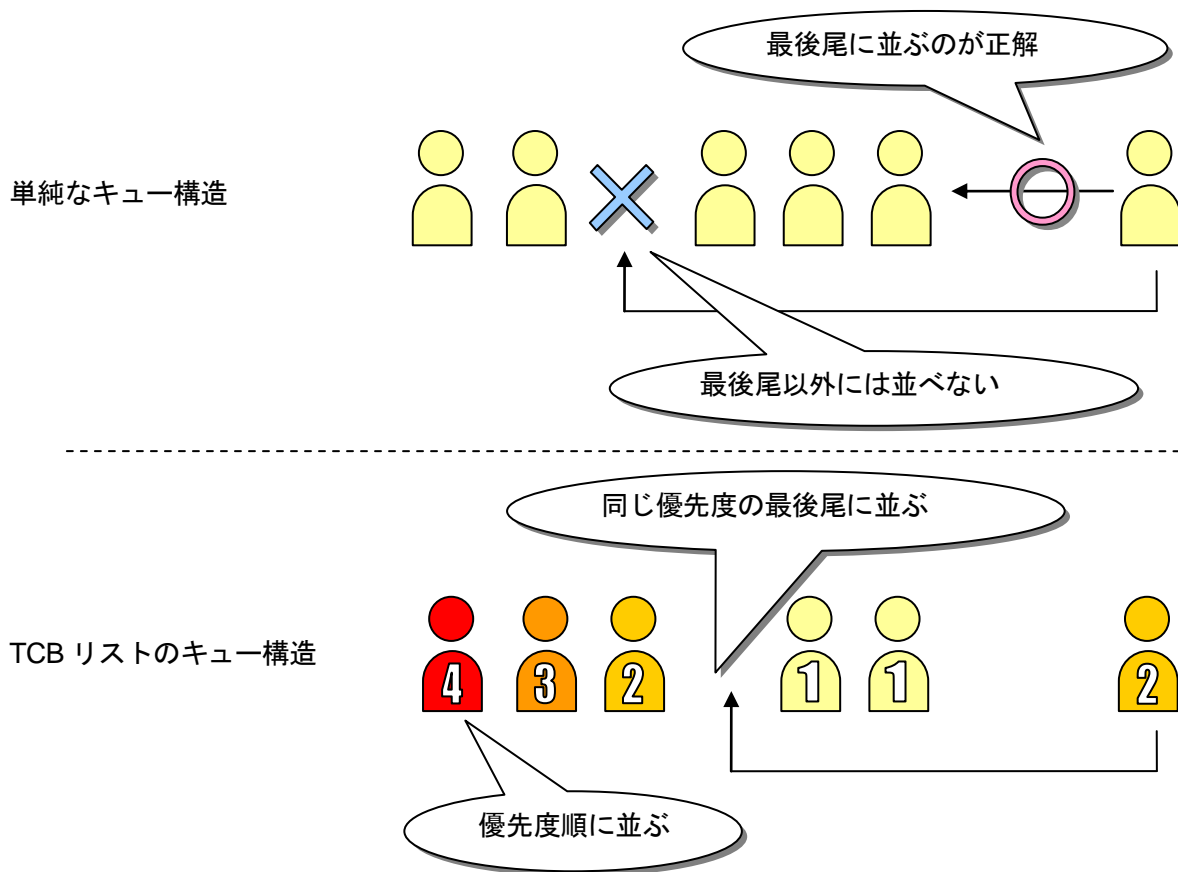 最後尾に並ぶのが正解
単純なキュー構造
最後尾以外には並べない
同じ優先度の最後尾に並ぶ
TCB リストのキュー構造
4 3 2 1 1 2
優先度順に並ぶ